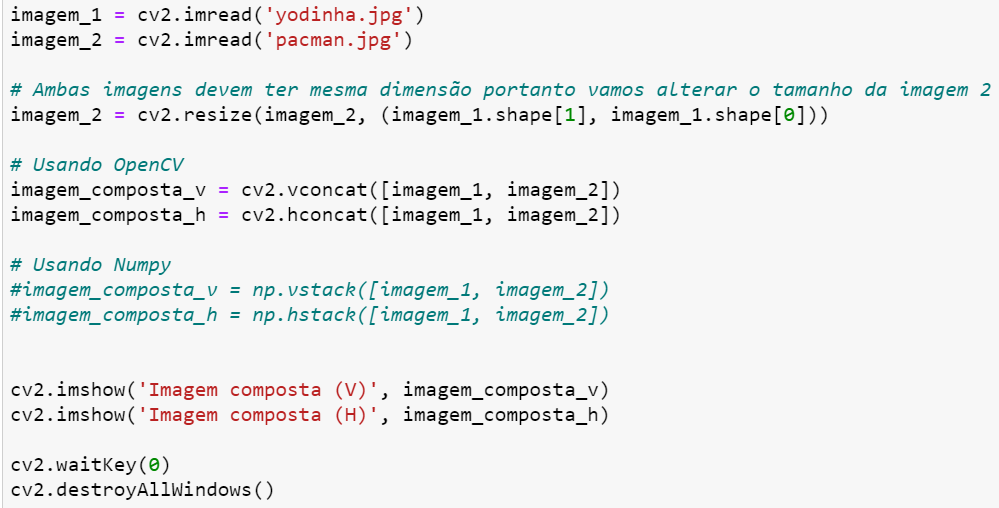 imagem_1 = cv2.imread('yodinha.jpg')
imagem_2 = cv2.imread('pacman.jpg')
# Ambas imagens devem ter mesma dimensão portanto vamos alterar o tamanho da imagem 2
imagem_2 = cv2.resize(imagem_2, (imagem_1.shape[1], imagem_1.shape[0]))
# Usando OpenCV
imagem_composta_v = cv2.vconcat([imagem_1, imagem_2])
imagem_composta_h = cv2.hconcat([imagem_1, imagem_2])
# Usando Numpy
#imagem_composta_v = np.vstack([imagem_1, imagem_2])
#imagem_composta_h = np.hstack([imagem_1, imagem_2])
cv2.imshow('Imagem composta (V)', imagem_composta_v)
cv2.imshow('Imagem composta (H)', imagem_composta_h)
cv2.waitKey(0)
cv2.destroyAllWindows()